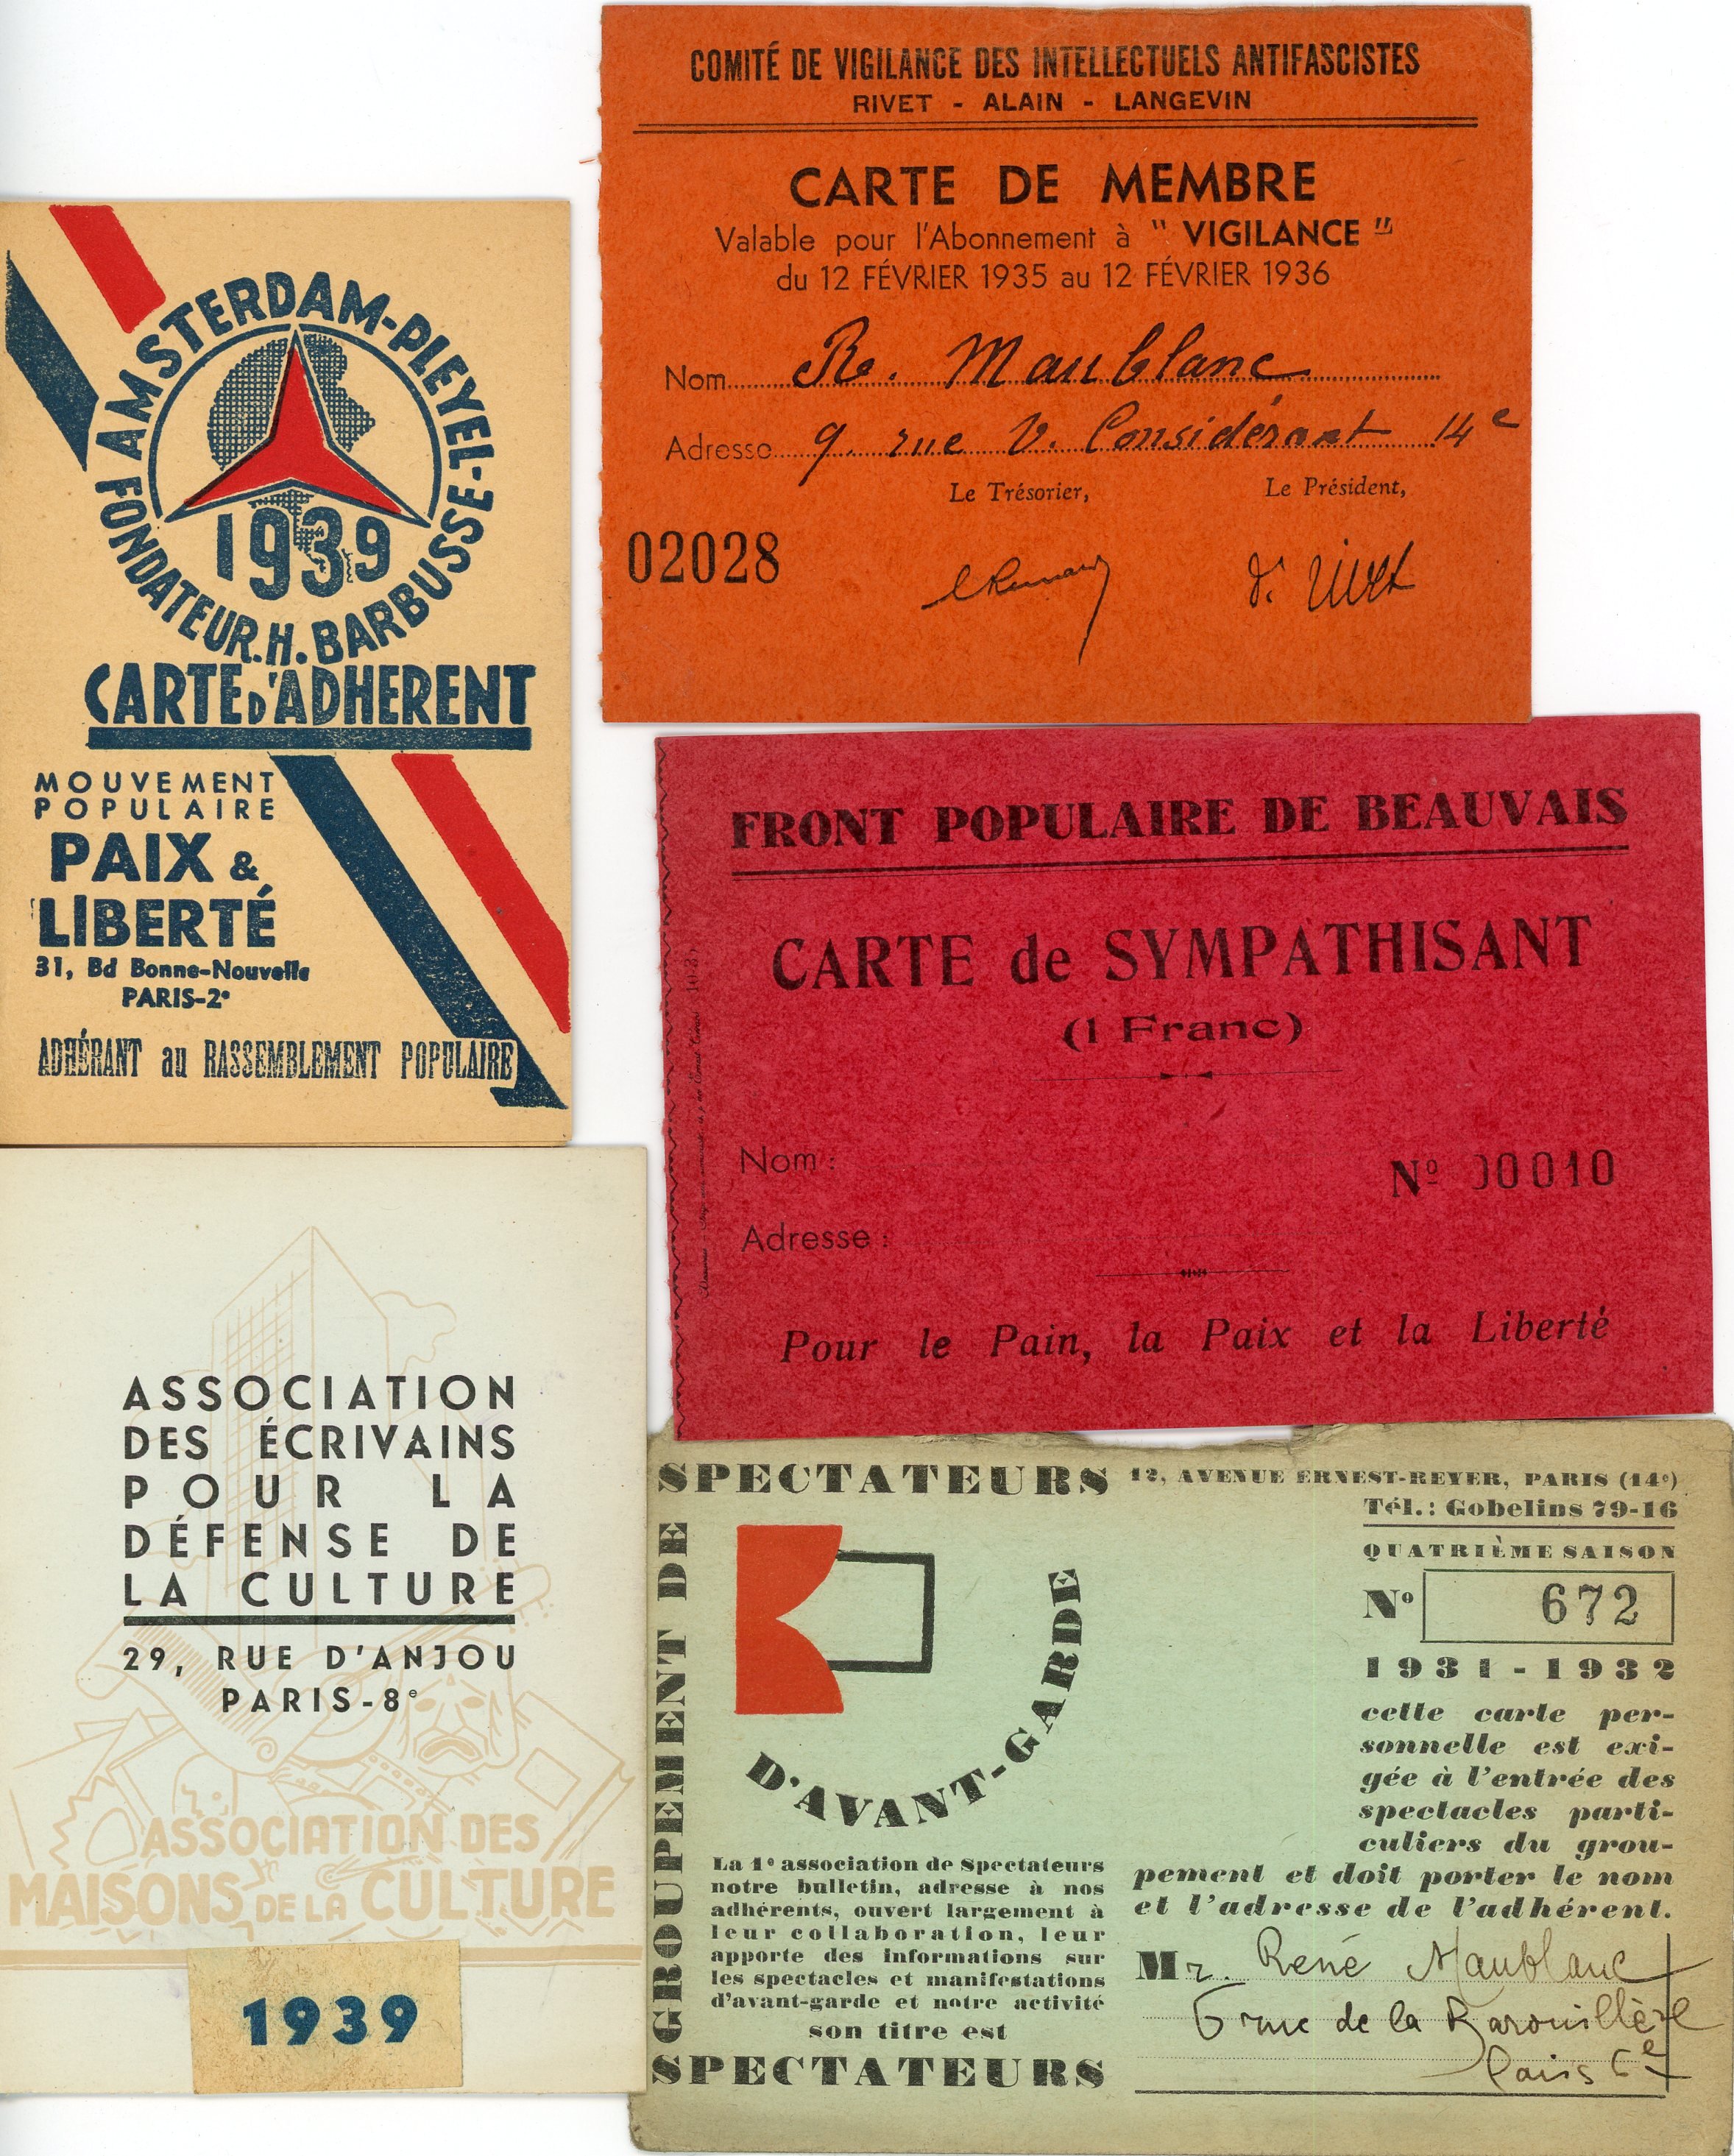 COMITÉ DE VIGILANCE DES INTELLECTUELS ANTIFASCISTES
RIVET - ALAIN - LANGEVIN
CARTE DE MEMBRE
Valable pour l'Abonnement à " VIGILANCE "
du 12 FÉVRIER 1935 au 12 FÉVRIER 1936
Nom R. Maublanc
Adresse 9. rue V. Considérant 14e
Le Trésorier, Le Président,
02028
Dr Rivet
AMSTERDAM-PLEYEL-
FONDATEUR.H.BARBUSSE-
1939
CARTE D'ADHERENT
MOUVEMENT
POPULAIRE
PAIX &
LIBERTÉ
31, Bd Bonne-Nouvelle
PARIS-2e
ADHÉRANT au RASSEMBLEMENT POPULAIRE
FRONT POPULAIRE DE BEAUVAIS
CARTE de SYMPATHISANT
(1 Franc)
Nom :
Nº 00010
Adresse :
Pour le Pain, la Paix et la Liberté
ASSOCIATION
DES ÉCRIVAINS
POUR LA
DÉFENSE DE
LA CULTURE
29, RUE D'ANJOU
PARIS-8e
ASSOCIATION DES
MAISONS DE LA CULTURE
1939
GROUPEMENT DE
SPECTATEURS
D'AVANT-GARDE
12, AVENUE ERNEST-REYER, PARIS (14e)
Tél.: Gobelins 79-16
QUATRIÈME SAISON
No 672
1931-1932
cette carte per-
sonnelle est exi-
gée à l'entrée des
spectacles parti-
culiers du grou-
pement et doit porter le nom
et l'adresse de l'adhérent.
Mr. René Maublanc
6 rue de la Barouillère
Paris 6e
La 1e association de Spectateurs
notre bulletin, adresse à nos
adhérents, ouvert largement à
leur collaboration, leur
apporte des informations sur
les spectacles et manifestations
d'avant-garde et notre activité
son titre est
SPECTATEURS